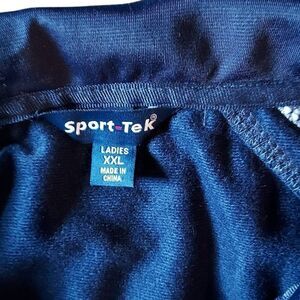 Sport-Tek®
LADIES
XXL
MADE IN
CHINA